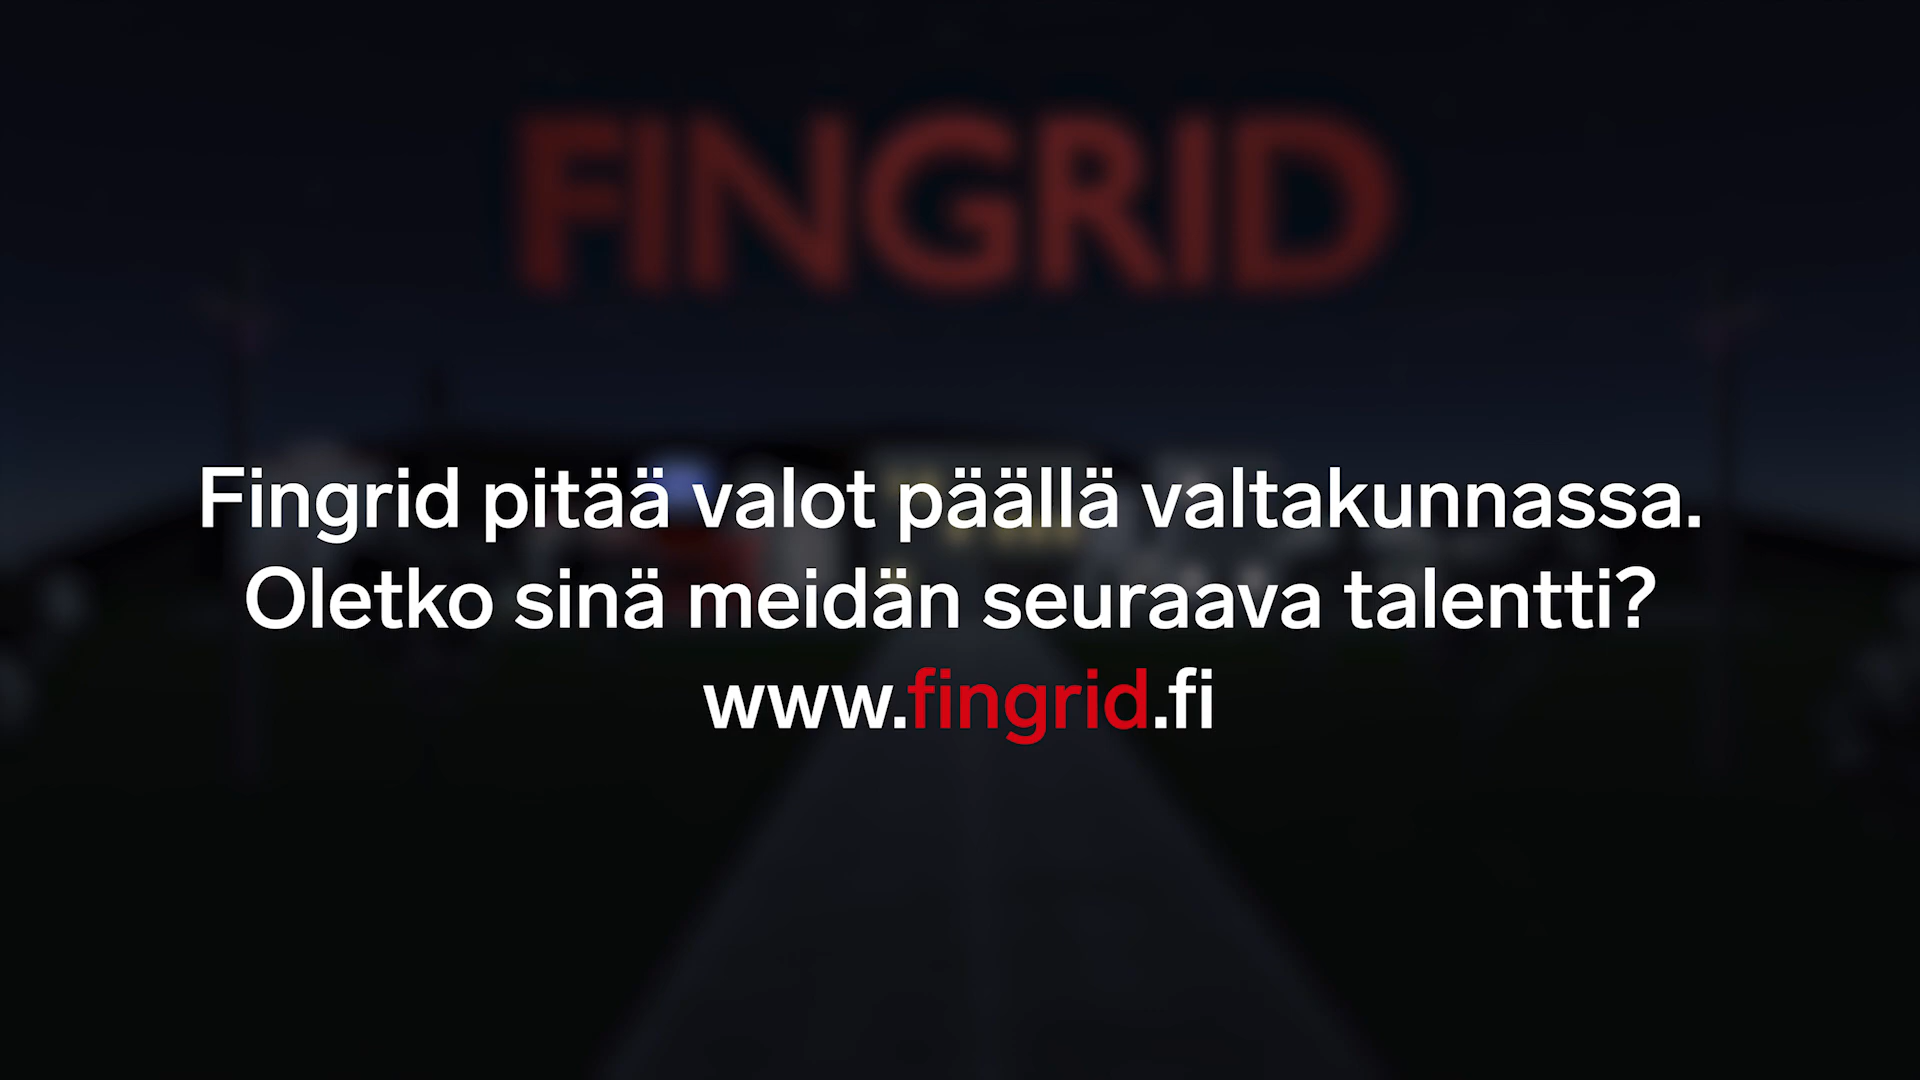 FINGRID
Fingrid pitää valot päällä valtakunnassa.
Oletko sinä meidän seuraava talentti?
www.fingrid.fi